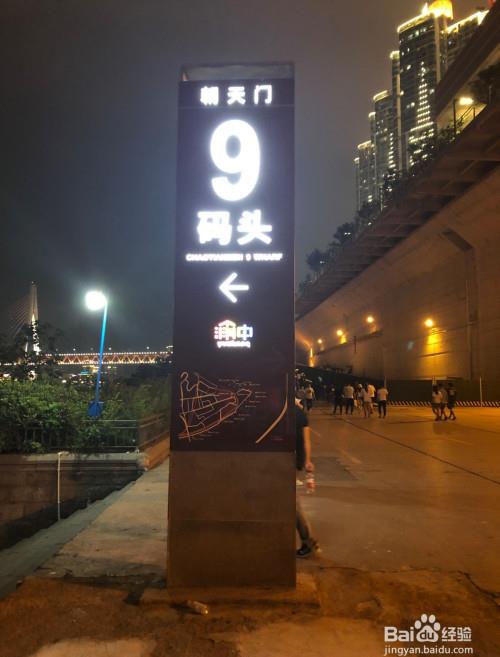 朝天门
9
码头
CHAOTIANMEN 9 WHARF
渝中
yuzhong
Baidu经验
jingyan.baidu.com